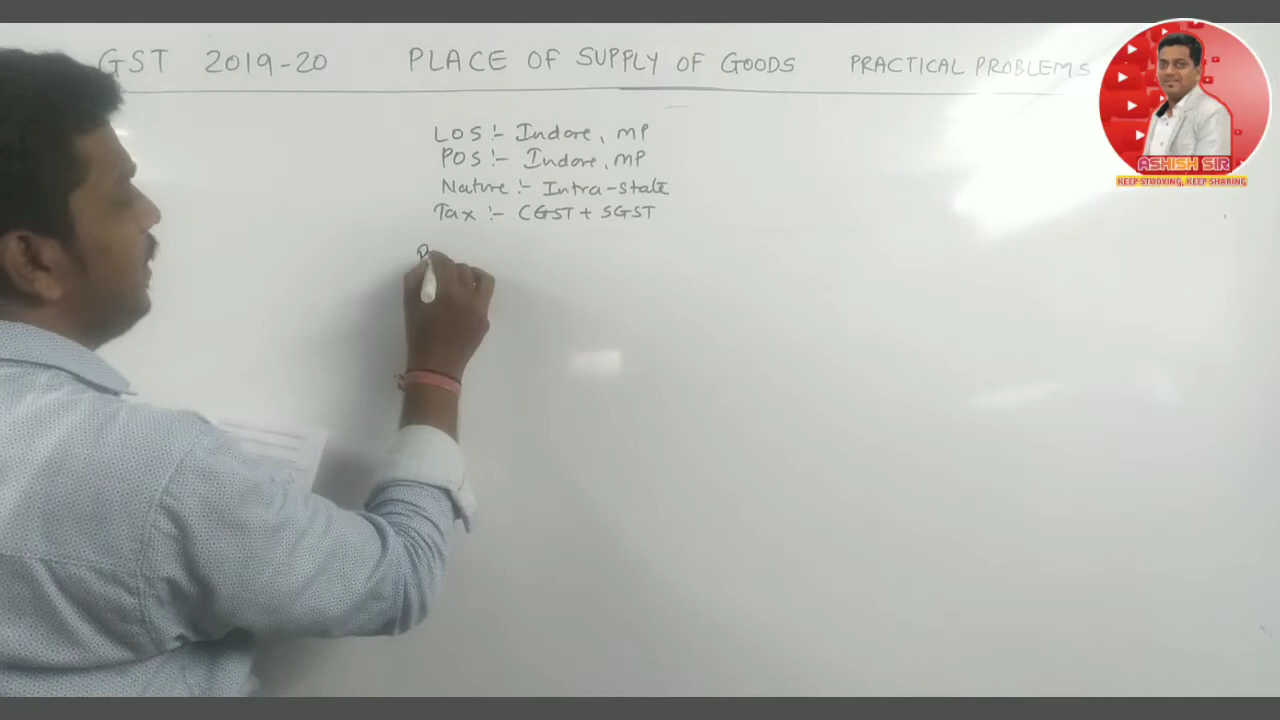 GST 2019-20 PLACE OF SUPPLY OF GOODS PRACTICAL PROBLEMS
LOS :- Indore, MP
POS :- Indore, MP
Nature :- Intra-state
Tax :- CGST + SGST
ASHISH SIR
KEEP STUDYING, KEEP SHARING